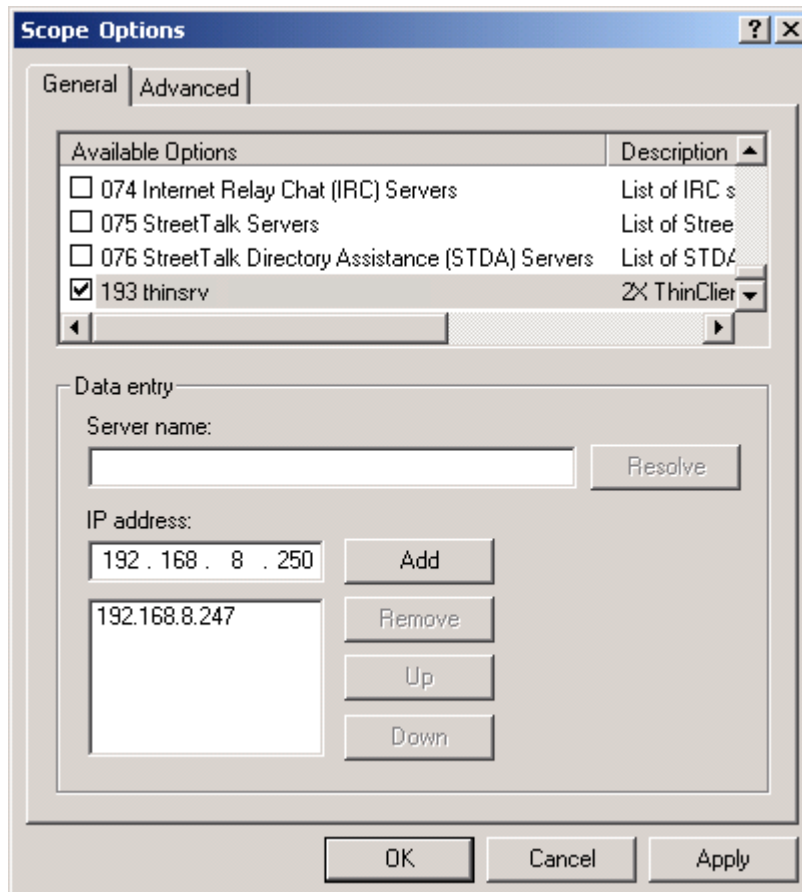 Scope Options
General Advanced
Available Options Description
074 Internet Relay Chat (IRC) Servers List of IRC s
075 StreetTalk Servers List of Stree
076 StreetTalk Directory Assistance (STDA) Servers List of STDA
193 thinsrv 2X ThinClier
Data entry
Server name:
Resolve
IP address:
192 . 168 . 8 . 250 Add
192.168.8.247 Remove
Up
Down
OK Cancel Apply